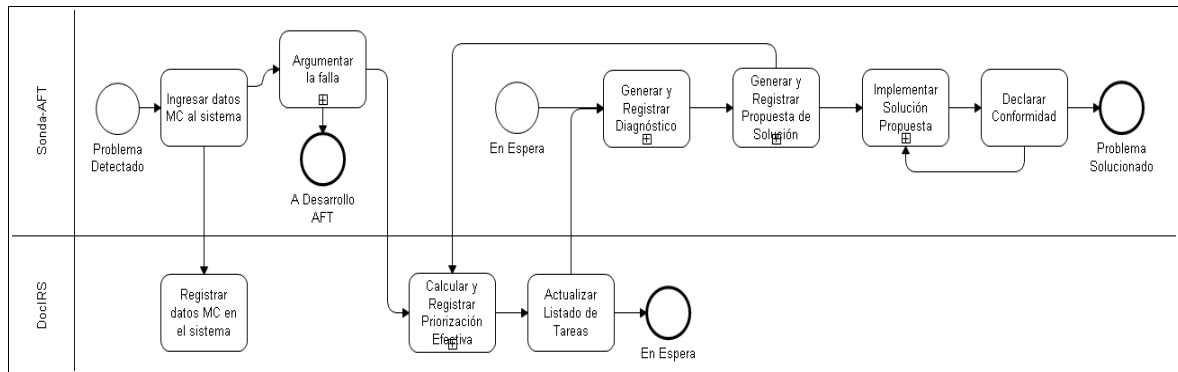 Sonda-AFT
Problema
Detectado
Ingresar datos
MC al sistema
Argumentar
la falla
A Desarrollo
AFT
En Espera
Generar y
Registrar
Diagnóstico
Generar y
Registrar
Propuesta de
Solución
Implementar
Solución
Propuesta
Declarar
Conformidad
Problema
Solucionado
DocIRS
Registrar
datos MC en
el sistema
Calcular y
Registrar
Priorización
Efectiva
Actualizar
Listado de
Tareas
En Espera